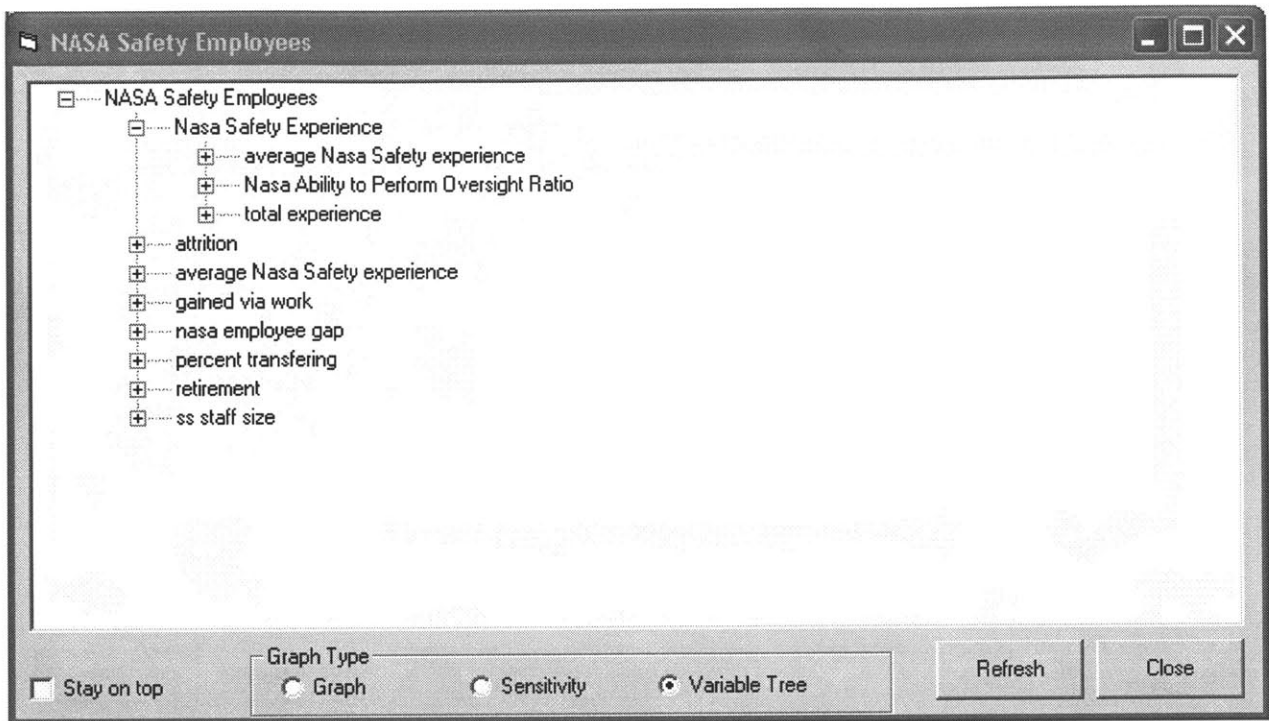 NASA Safety Employees
NASA Safety Employees
Nasa Safety Experience
average Nasa Safety experience
Nasa Ability to Perform Oversight Ratio
total experience
attrition
average Nasa Safety experience
gained via work
nasa employee gap
percent transfering
retirement
ss staff size
Graph Type
Stay on top
Graph
Sensitivity
Variable Tree
Refresh
Close